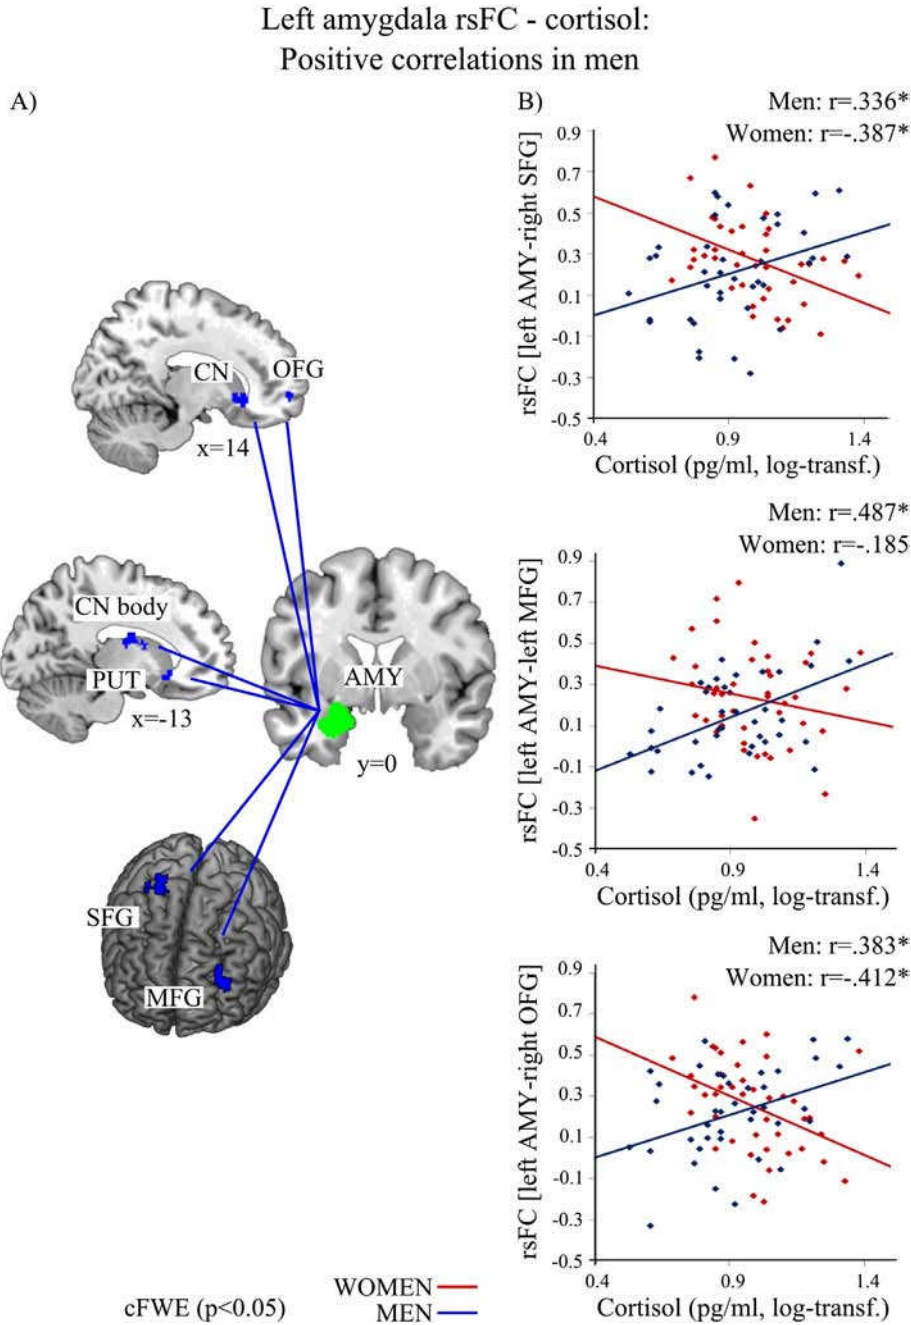 Left amygdala rsFC - cortisol:
Positive correlations in men
A)
CN
OFG
x=14
CN body
PUT
x=-13
AMY
y=0
SFG
MFG
cFWE (p<0.05)
WOMEN
MEN
B)
Men: r=.336*
Women: r=-.387*
rsFC [left AMY-right SFG]
0.9
0.7
0.5
0.3
0.1
-0.1
-0.3
-0.5
0.4 0.9 1.4
Cortisol (pg/ml, log-transf.)
Men: r=.487*
Women: r=-.185
rsFC [left AMY-left MFG]
0.9
0.7
0.5
0.3
0.1
-0.1
-0.3
-0.5
0.4 0.9 1.4
Cortisol (pg/ml, log-transf.)
Men: r=.383*
Women: r=-.412*
rsFC [left AMY-right OFG]
0.9
0.7
0.5
0.3
0.1
-0.1
-0.3
-0.5
0.4 0.9 1.4
Cortisol (pg/ml, log-transf.)